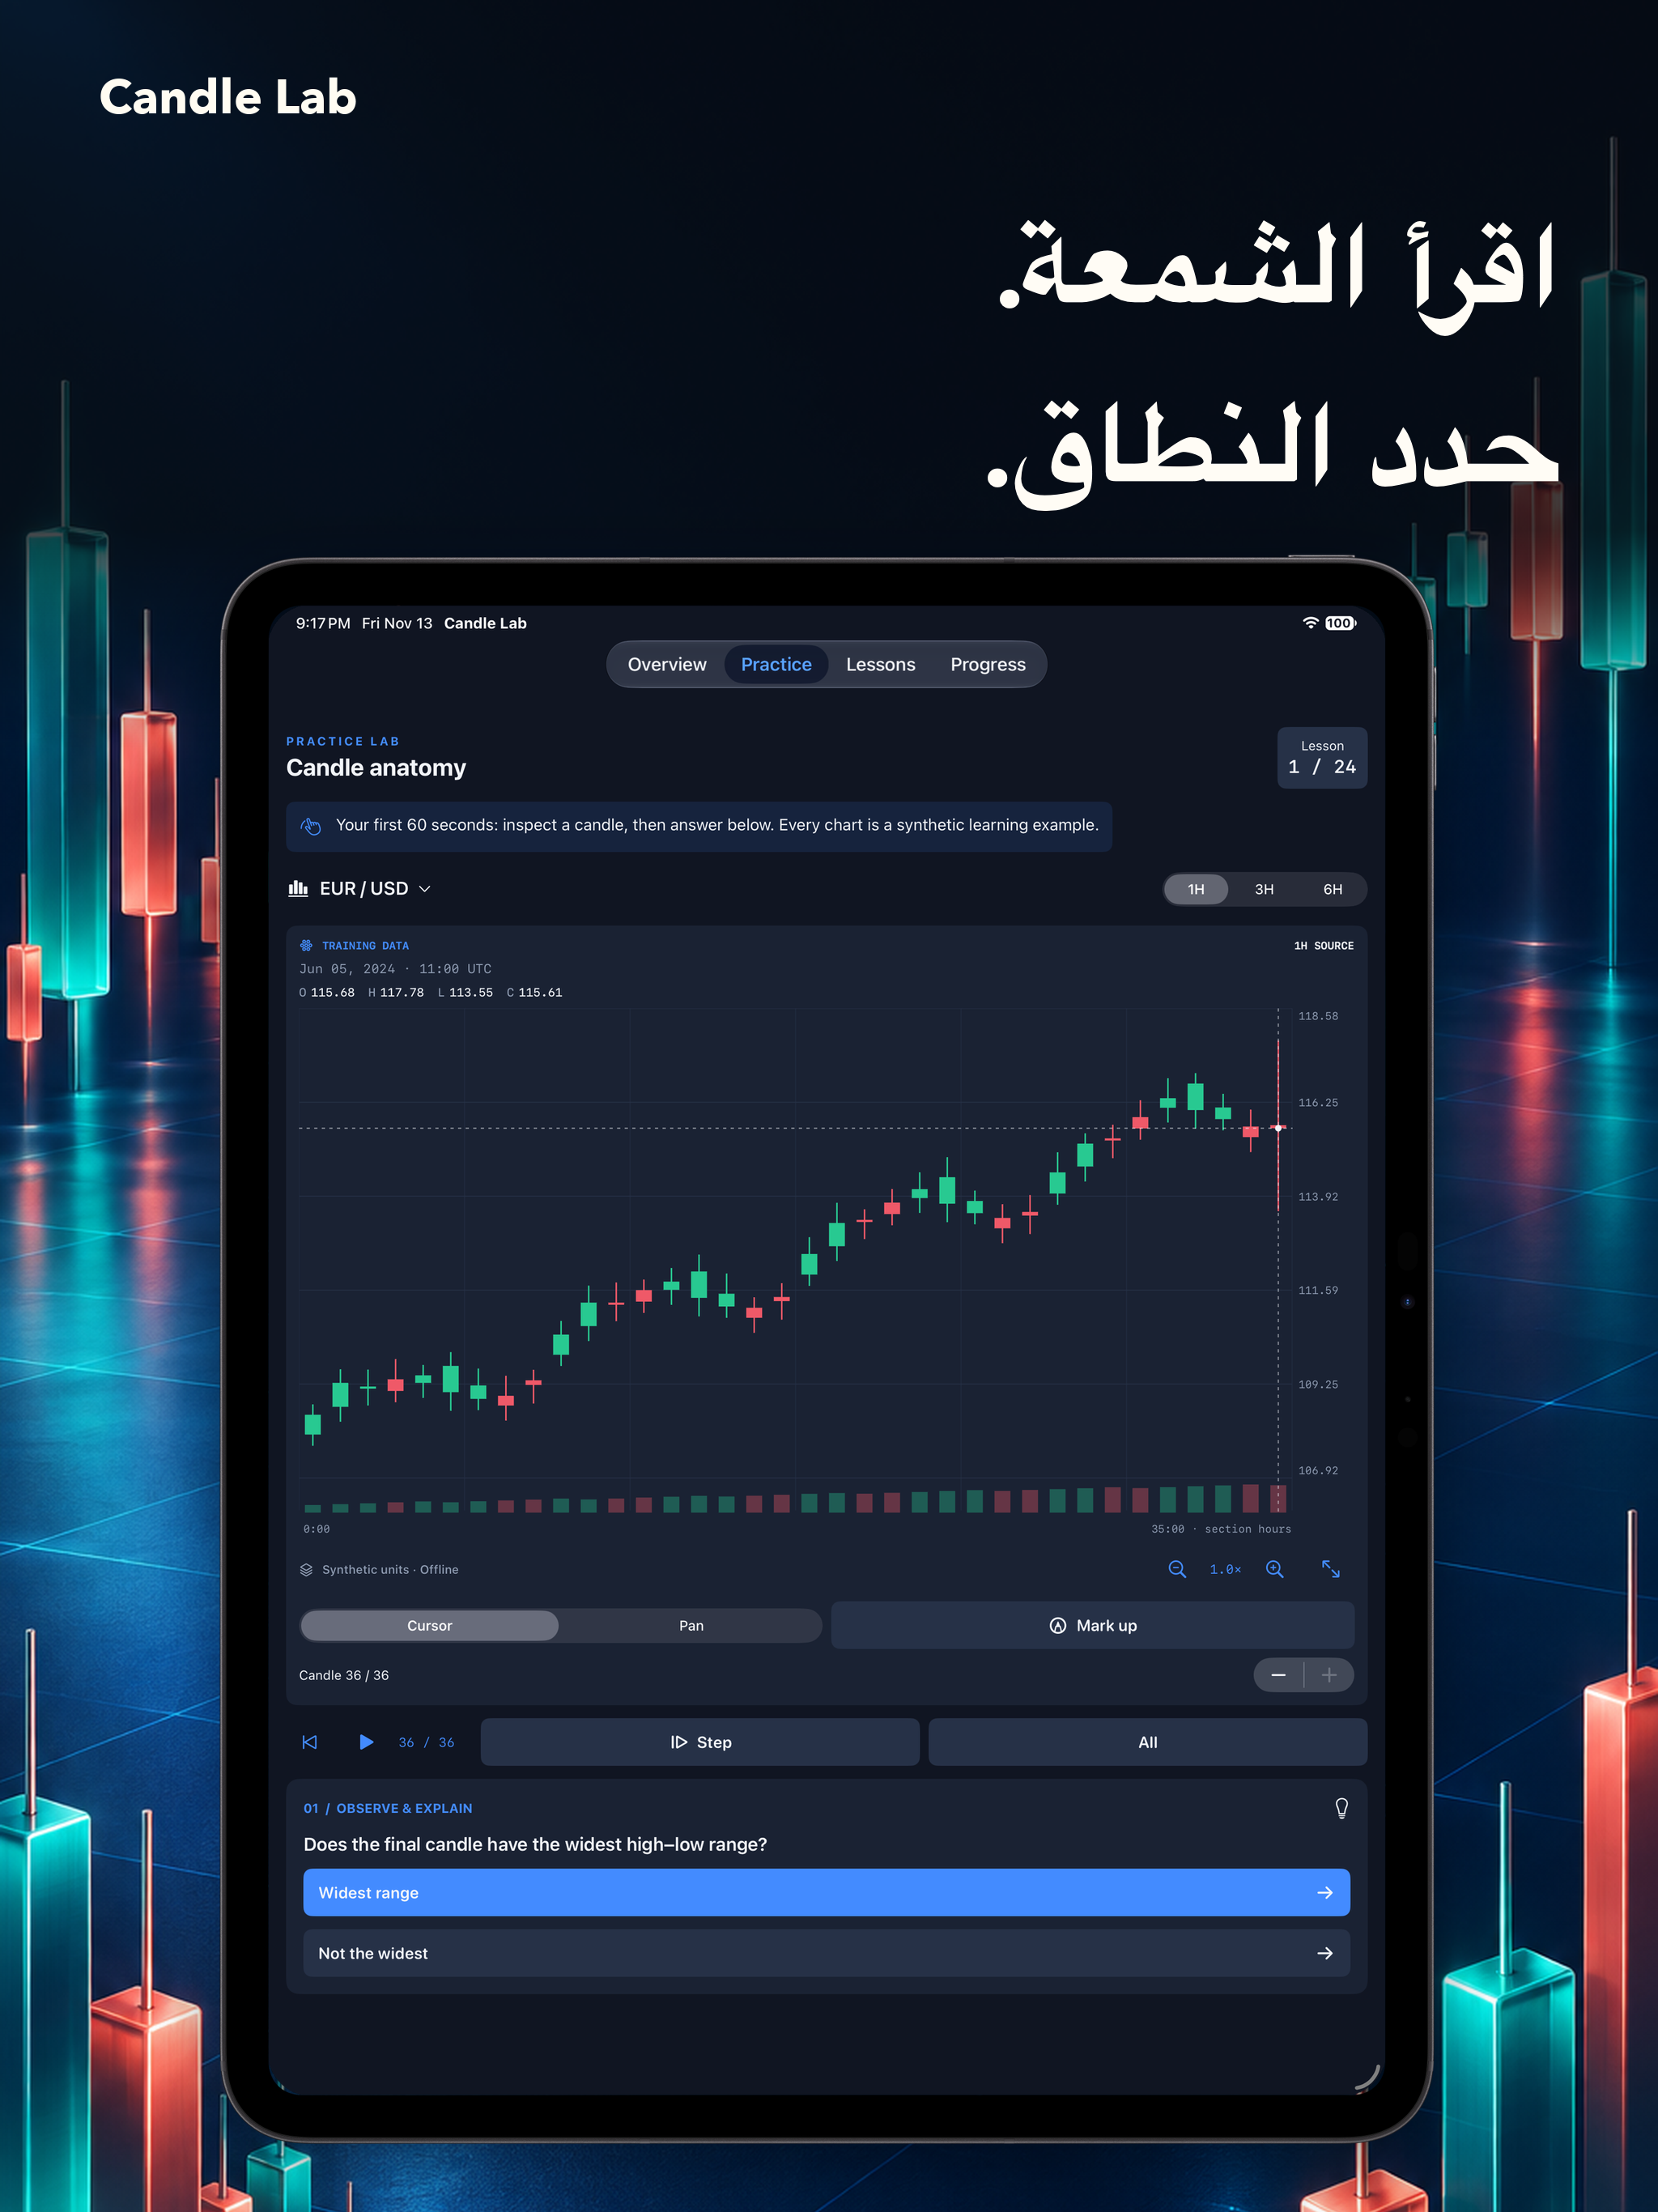 Candle Lab
اقرأ الشمعة.
حدد النطاق.
9:17 PM Fri Nov 13 Candle Lab
100
Overview Practice Lessons Progress
PRACTICE LAB
Candle anatomy
Lesson
1 / 24
Your first 60 seconds: inspect a candle, then answer below. Every chart is a synthetic learning example.
EUR / USD
1H 3H 6H
TRAINING DATA
1H SOURCE
Jun 05, 2024 · 11:00 UTC
O 115.68 H 117.78 L 113.55 C 115.61
118.58
116.25
113.92
111.59
109.25
106.92
0:00
35:00 · section hours
Synthetic units · Offline
1.0×
Cursor Pan
Mark up
Candle 36 / 36
36 / 36
Step
All
01 / OBSERVE & EXPLAIN
Does the final candle have the widest high–low range?
Widest range
Not the widest